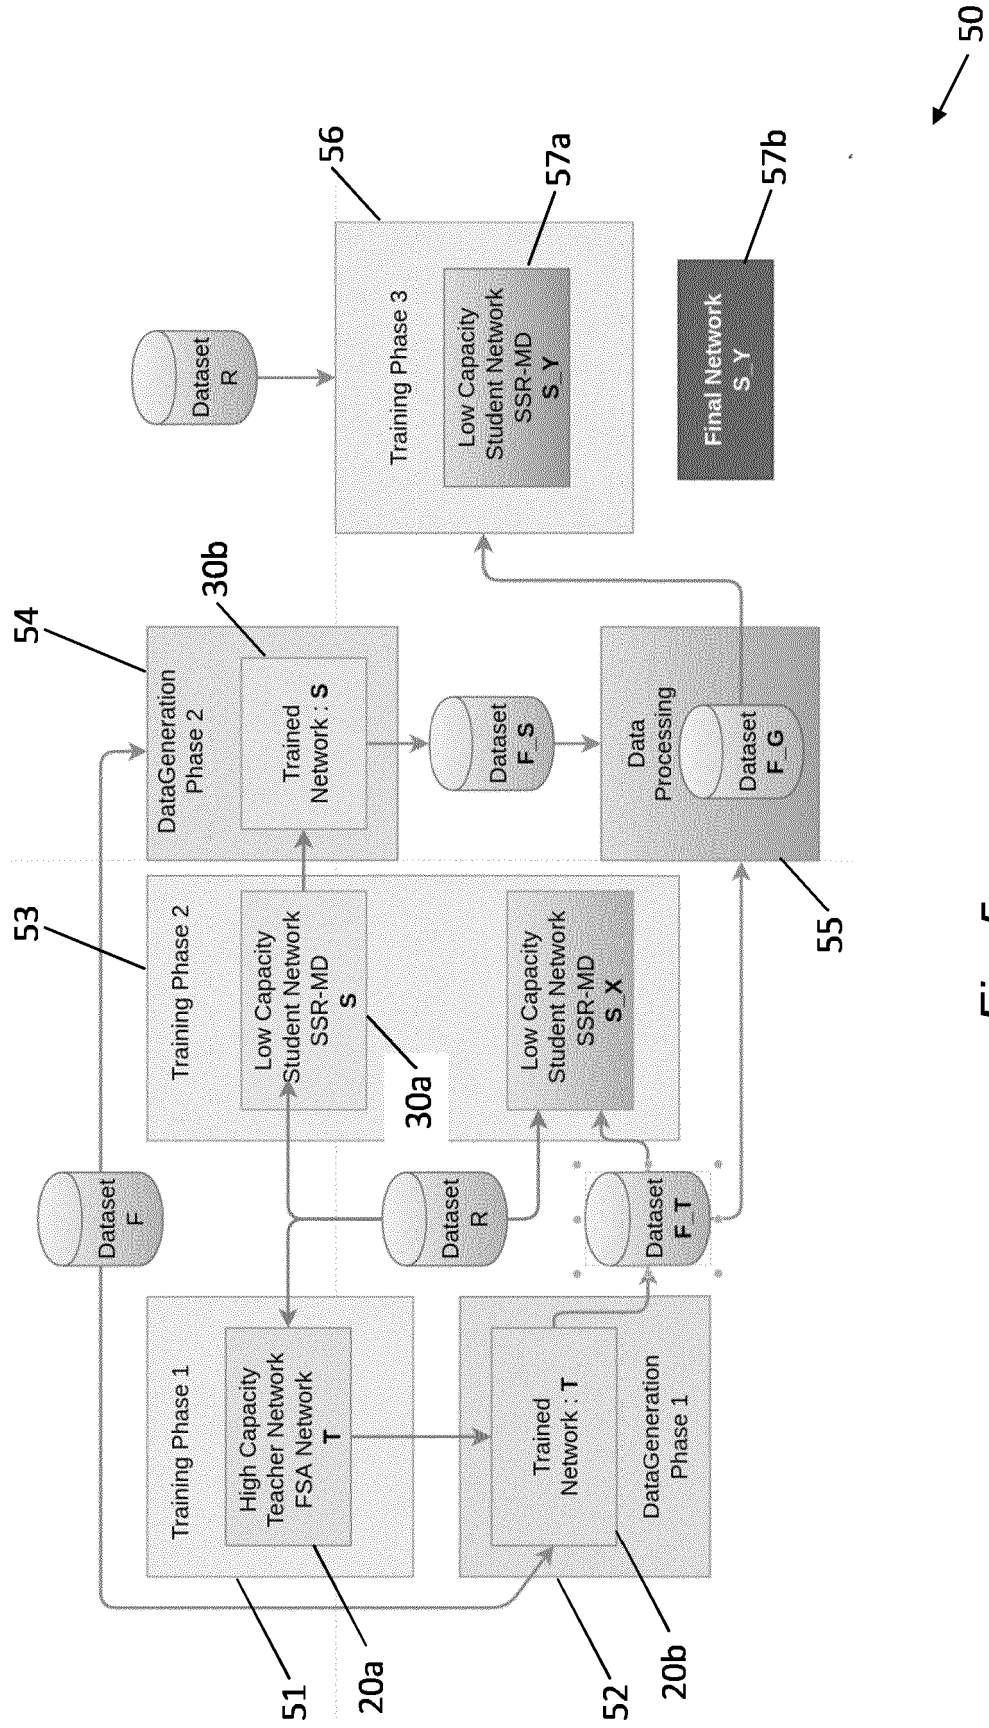 53
54
50
Dataset
F
Training Phase 1
High Capacity
Teacher Network
FSA Network
T
Training Phase 2
Low Capacity
Student Network
SSR-MD
S
DataGeneration
Phase 2
Trained
Network : S
30b
Dataset
R
56
51
20a
30a
Dataset
R
Dataset
F_S
Training Phase 3
Low Capacity
Student Network
SSR-MD
S_Y
57a
Trained
Network : T
DataGeneration
Phase 1
Low Capacity
Student Network
SSR-MD
S_X
Dataset
F_T
Data
Processing
Dataset
F_G
Final Network
S_Y
57b
52
20b
55